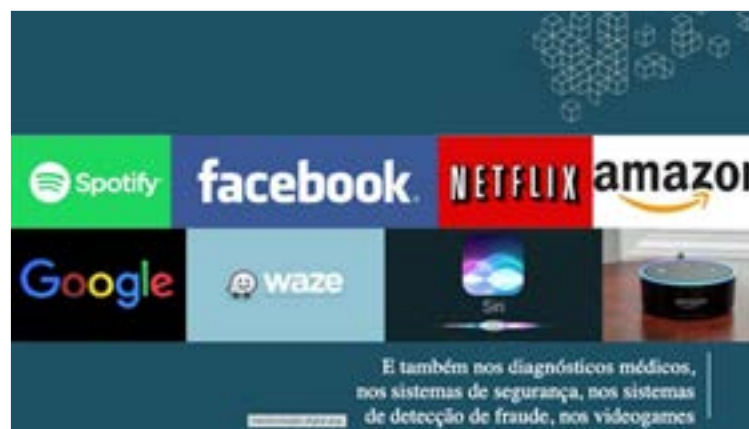 Spotify
facebook.
NETFLIX
amazon
Google
waze
Siri
amazon
E também nos diagnósticos médicos,
nos sistemas de segurança, nos sistemas
de detecção de fraude, nos videogames